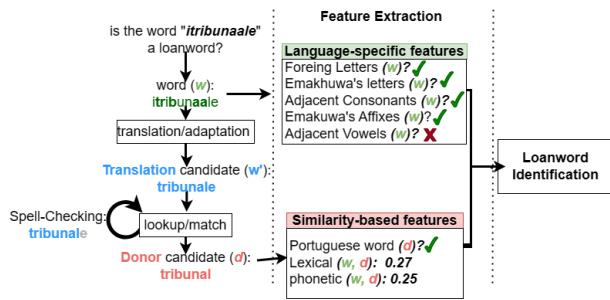 is the word "itribunaale"
a loanword?
word (w):
itribunaale
translation/adaptation
Translation candidate (w'):
tribunale
Spell-Checking:
tribunale
lookup/match
Donor candidate (d):
tribunal
Feature Extraction
Language-specific features
Foreing Letters (w)? ✓
Emakhuwa's letters (w)? ✓
Adjacent Consonants (w)? ✓
Emakuwa's Affixes (w)? ✓
Adjacent Vowels (w)? X
Similarity-based features
Portuguese word (d)? ✓
Lexical (w, d): 0.27
phonetic (w, d): 0.25
Loanword
Identification